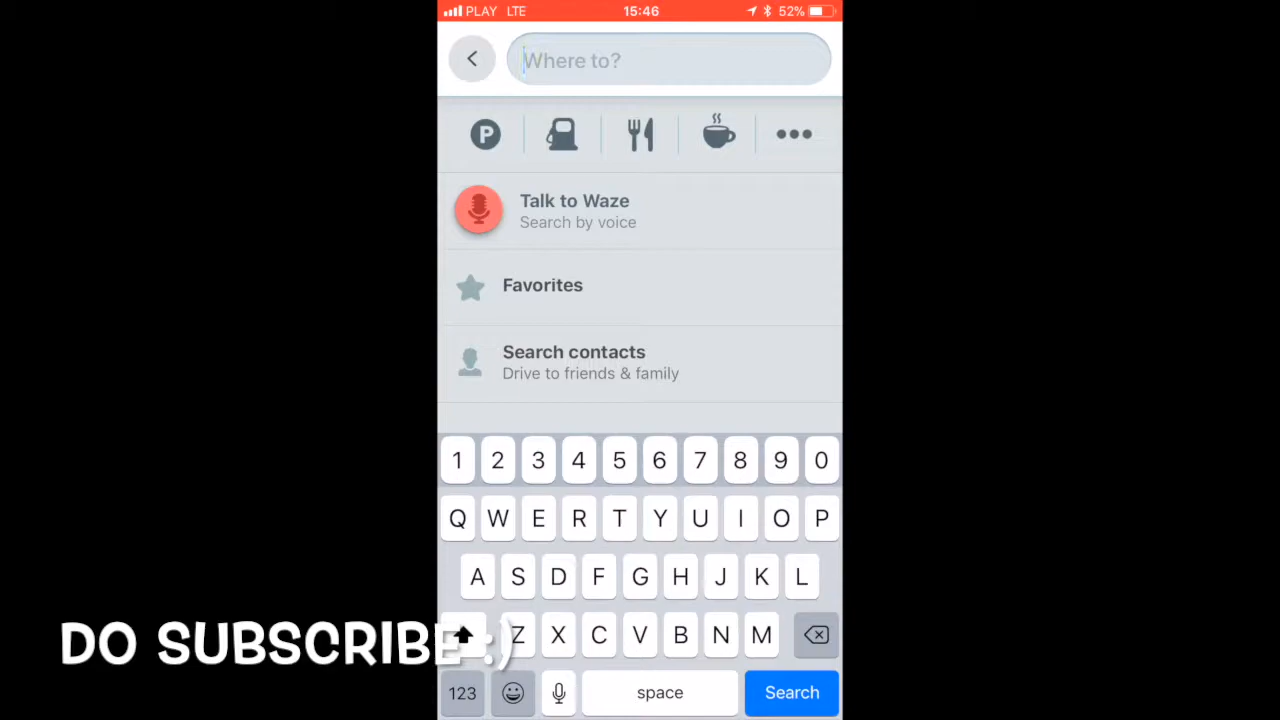 PLAY LTE 15:46 52%
Where to?
P
Talk to Waze
Search by voice
Favorites
Search contacts
Drive to friends & family
1 2 3 4 5 6 7 8 9 0
Q W E R T Y U I O P
A S D F G H J K L
Z X C V B N M
DO SUBSCRIBE :)
123 space Search